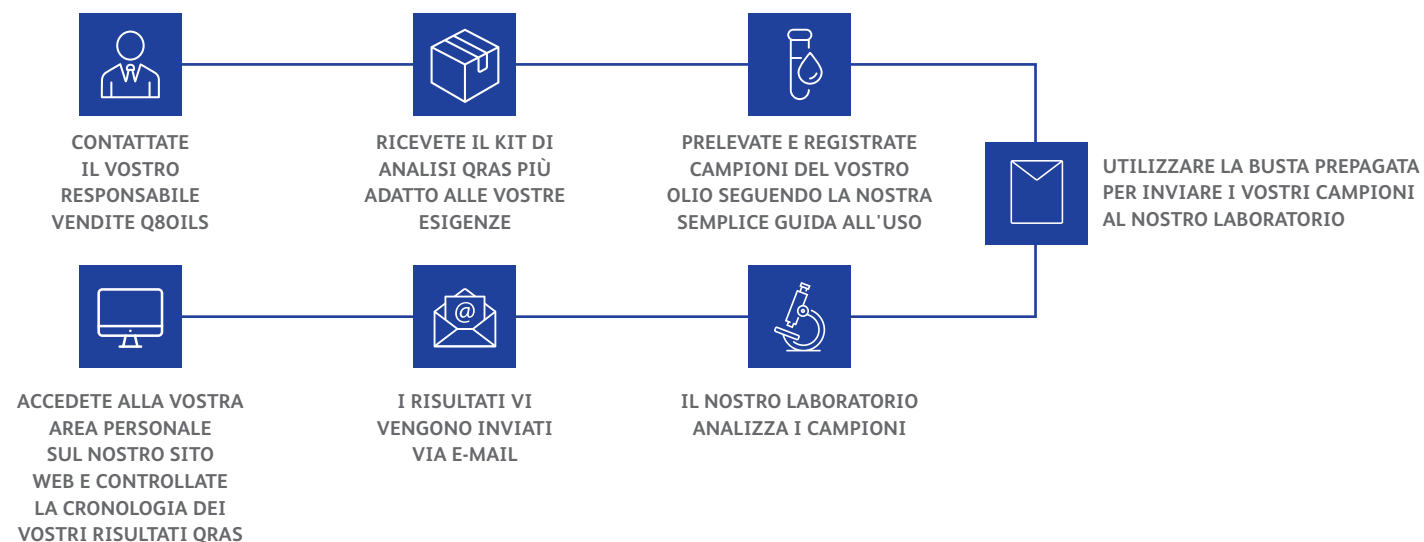 CONTATTATE
IL VOSTRO
RESPONSABILE
VENDITE Q8OILS
RICEVETE IL KIT DI
ANALISI QRAS PIÙ
ADATTO ALLE VOSTRE
ESIGENZE
PRELEVATE E REGISTRATE
CAMPIONI DEL VOSTRO
OLIO SEGUENDO LA NOSTRA
SEMPLICE GUIDA ALL'USO
UTILIZZARE LA BUSTA PREPAGATA
PER INVIARE I VOSTRI CAMPIONI
AL NOSTRO LABORATORIO
IL NOSTRO LABORATORIO
ANALIZZA I CAMPIONI
@
I RISULTATI VI
VENGONO INVIATI
VIA E-MAIL
ACCEDETE ALLA VOSTRA
AREA PERSONALE
SUL NOSTRO SITO
WEB E CONTROLLATE
LA CRONOLOGIA DEI
VOSTRI RISULTATI QRAS